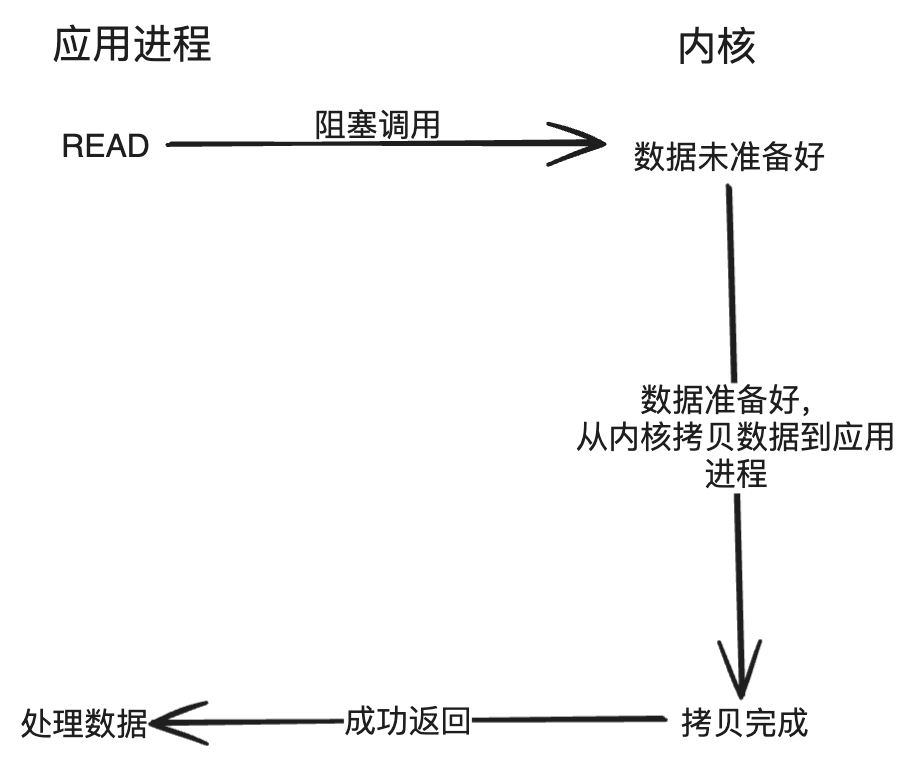 应用进程
内核
READ
阻塞调用
数据未准备好
数据准备好，
从内核拷贝数据到应用
进程
处理数据
成功返回
拷贝完成